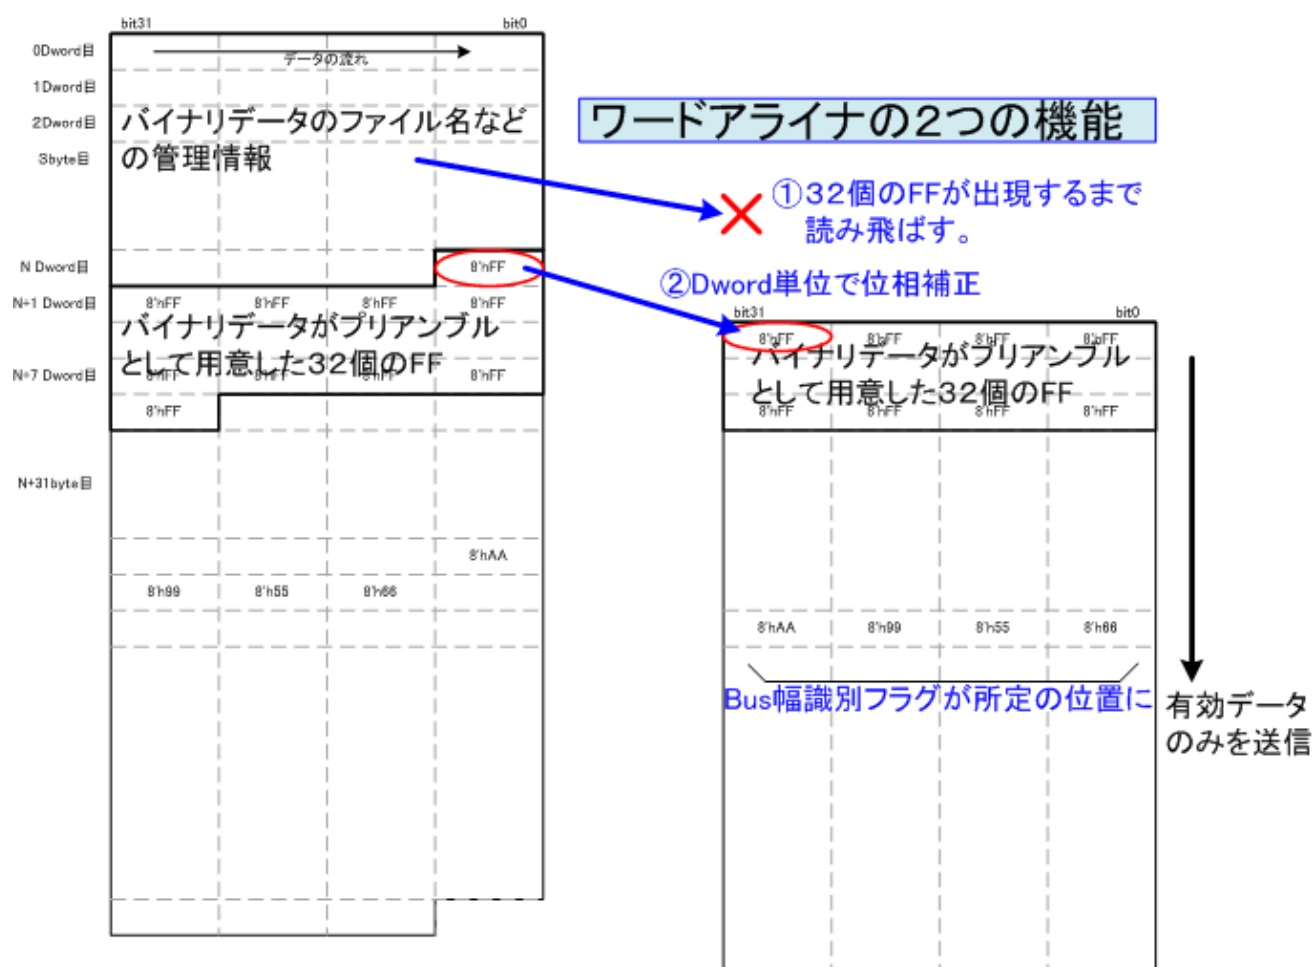 bit31 bit0
0Dword目
データの流れ
1Dword目
2Dword目
3byte目
バイナリデータのファイル名など
の管理情報
ワードアライナの２つの機能
①３２個のFFが出現するまで
読み飛ばす。
N Dword目
8'hFF
②Dword単位で位相補正
N+1 Dword目
8'hFF 8'hFF 8'hFF 8'hFF
バイナリデータがプリアンブル
として用意した３２個のFF
N+7 Dword目
8'hFF 8'hFF 8'hFF 8'hFF
8'hFF
N+31byte目
8'hAA
8'h99 8'h55 8'h66
bit31 bit0
8'hFF 8'hFF 8'hFF 8'hFF
バイナリデータがプリアンブル
として用意した３２個のFF
8'hFF 8'hFF 8'hFF 8'hFF
8'hAA 8'h99 8'h55 8'h66
Bus幅識別フラグが所定の位置に
有効データ
のみを送信